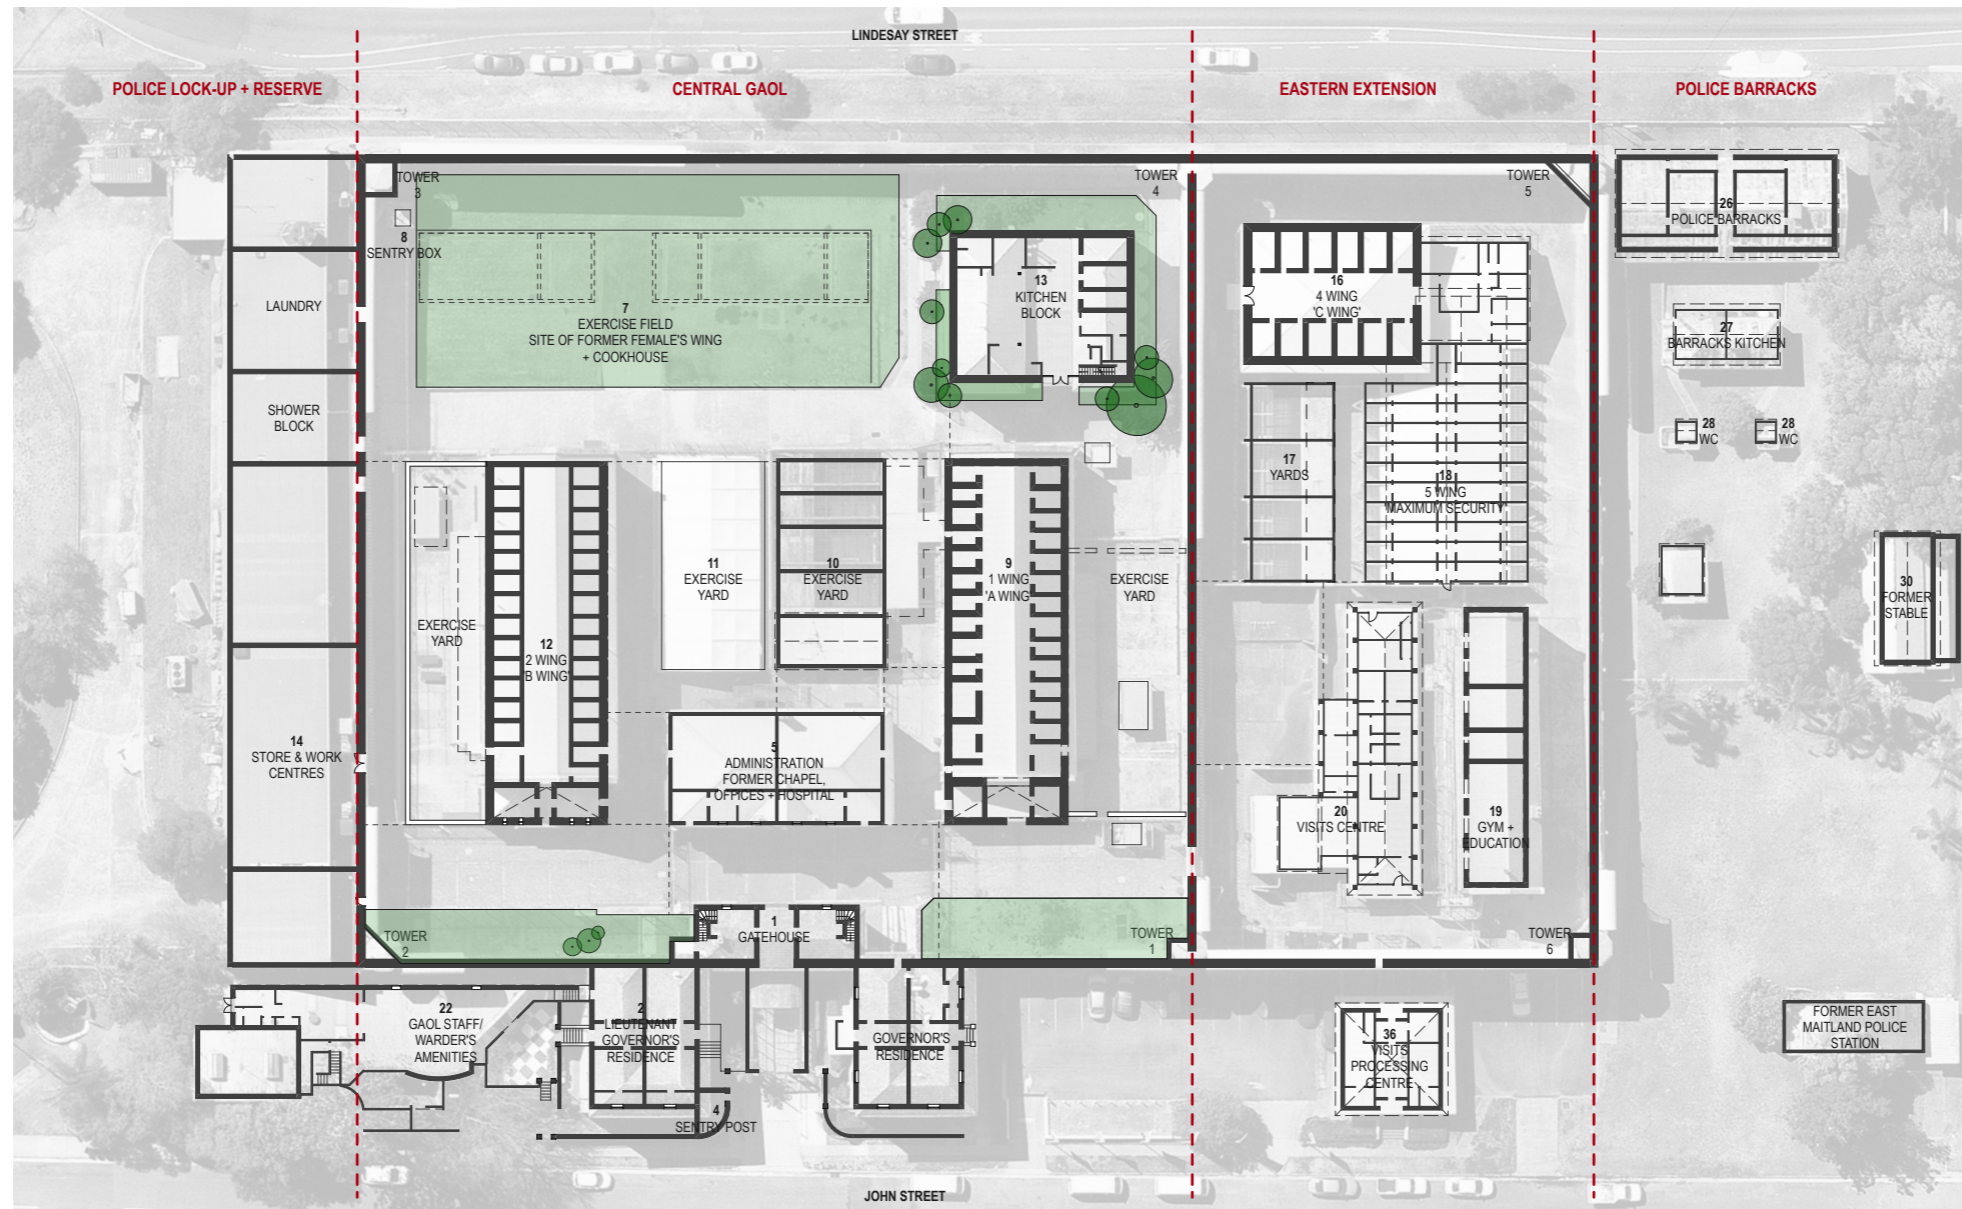 LINDESAY STREET
POLICE LOCK-UP + RESERVE
CENTRAL GAOL
EASTERN EXTENSION
POLICE BARRACKS
TOWER
3
TOWER
4
TOWER
5
8
SENTRY BOX
26
POLICE BARRACKS
LAUNDRY
7
EXERCISE FIELD
SITE OF FORMER FEMALE'S WING
+ COOKHOUSE
13
KITCHEN
BLOCK
16
4 WING
'C WING'
27
BARRACKS KITCHEN
SHOWER
BLOCK
28
WC
28
WC
17
YARDS
18
5 WING
MAXIMUM SECURITY
11
EXERCISE
YARD
10
EXERCISE
YARD
9
1 WING
'A WING'
EXERCISE
YARD
30
FORMER
STABLE
EXERCISE
YARD
12
2 WING
'B WING'
14
STORE & WORK
CENTRES
5
ADMINISTRATION
FORMER CHAPEL,
OFFICES + HOSPITAL
20
VISITS CENTRE
19
GYM +
EDUCATION
TOWER
2
1
GATEHOUSE
TOWER
1
TOWER
6
22
GAOL STAFF/
WARDER'S
AMENITIES
2
LIEUTENANT
GOVERNOR'S
RESIDENCE
GOVERNOR'S
RESIDENCE
36
VISITS
PROCESSING
CENTRE
FORMER EAST
MAITLAND POLICE
STATION
4
SENTRY POST
JOHN STREET